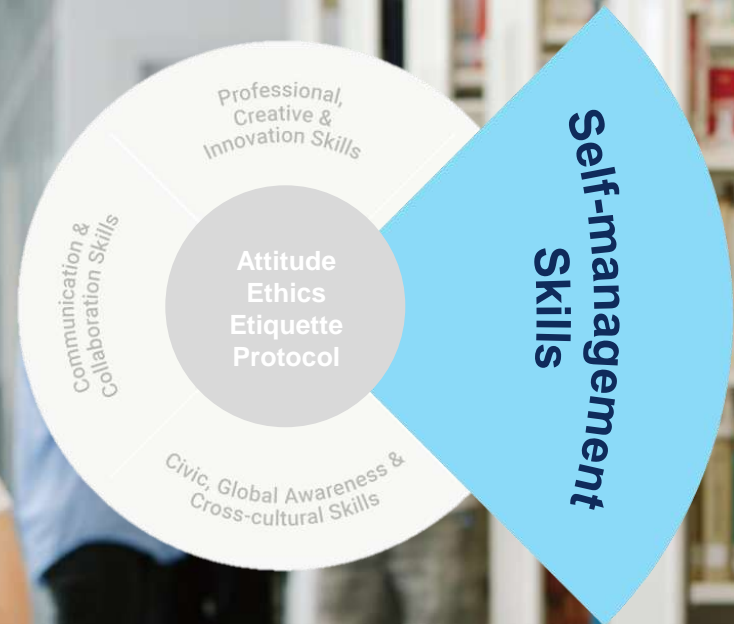 Professional,
Creative &
Innovation Skills
Self-management
Skills
Communication &
Collaboration Skills
Attitude
Ethics
Etiquette
Protocol
Civic, Global Awareness &
Cross-cultural Skills